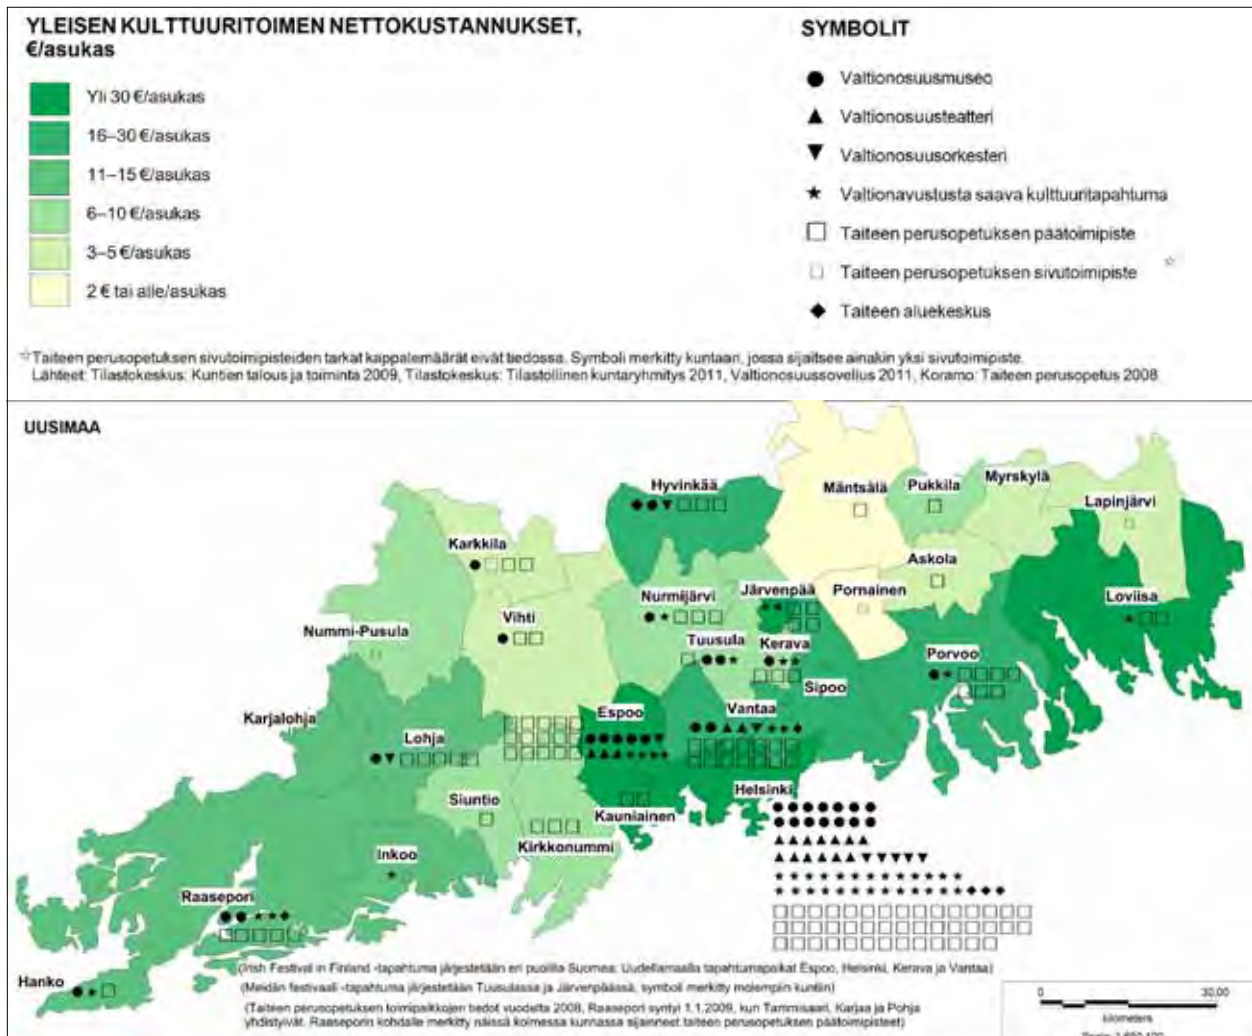 YLEISEN KULTTUURITOIMEN NETTOKUSTANNUKSET,
€/asukas
Yli 30 €/asukas
16–30 €/asukas
11–15 €/asukas
6–10 €/asukas
3–5 €/asukas
2 € tai alle/asukas
SYMBOLIT
Valtionosuusmuseo
Valtionosuusteatteri
Valtionosuusorkesteri
Valtionavustusta saava kulttuuritapahtuma
Taiteen perusopetuksen päätoimipiste
Taiteen perusopetuksen sivutoimipiste ☆
Taiteen aluekeskus
☆Taiteen perusopetuksen sivutoimipisteiden tarkat kappalemäärät eivät tiedossa. Symboli merkitty kuntaan, jossa sijaitsee ainakin yksi sivutoimipiste.
Lähteet: Tilastokeskus: Kuntien talous ja toiminta 2009, Tilastokeskus: Tilastollinen kuntaryhmitys 2011, Valtionosuussovellus 2011, Koramo: Taiteen perusopetus 2008
UUSIMAA
Hyvinkää
Mäntsälä
Pukkila
Myrskylä
Lapinjärvi
Karkkila
Askola
Nurmijärvi
Järvenpää
Pornainen
Loviisa
Vihti
Nummi-Pusula
Tuusula
Kerava
Porvoo
Sipoo
Karjalohja
Espoo
Vantaa
Lohja
Helsinki
Siuntio
Kauniainen
Kirkkonummi
Inkoo
Raasepori
Hanko
(Irish Festival in Finland -tapahtuma järjestetään eri puolilla Suomea: Uudellamaalla tapahtumapaikat Espoo, Helsinki, Kerava ja Vantaa)
(Meidän festivaali -tapahtuma järjestetään Tuusulassa ja Järvenpäässä, symboli merkitty molempiin kuntiin)
(Taiteen perusopetuksen toimipaikkojen tiedot vuodelta 2008, Raasepori syntyi 1.1.2009, kun Tammisaari, Karjaa ja Pohja
yhdistyivät. Raaseporin kohdalle merkitty näissä kolmessa kunnassa sijainneet taiteen perusopetuksen päätoimipisteet)
0 30,00
kilometers